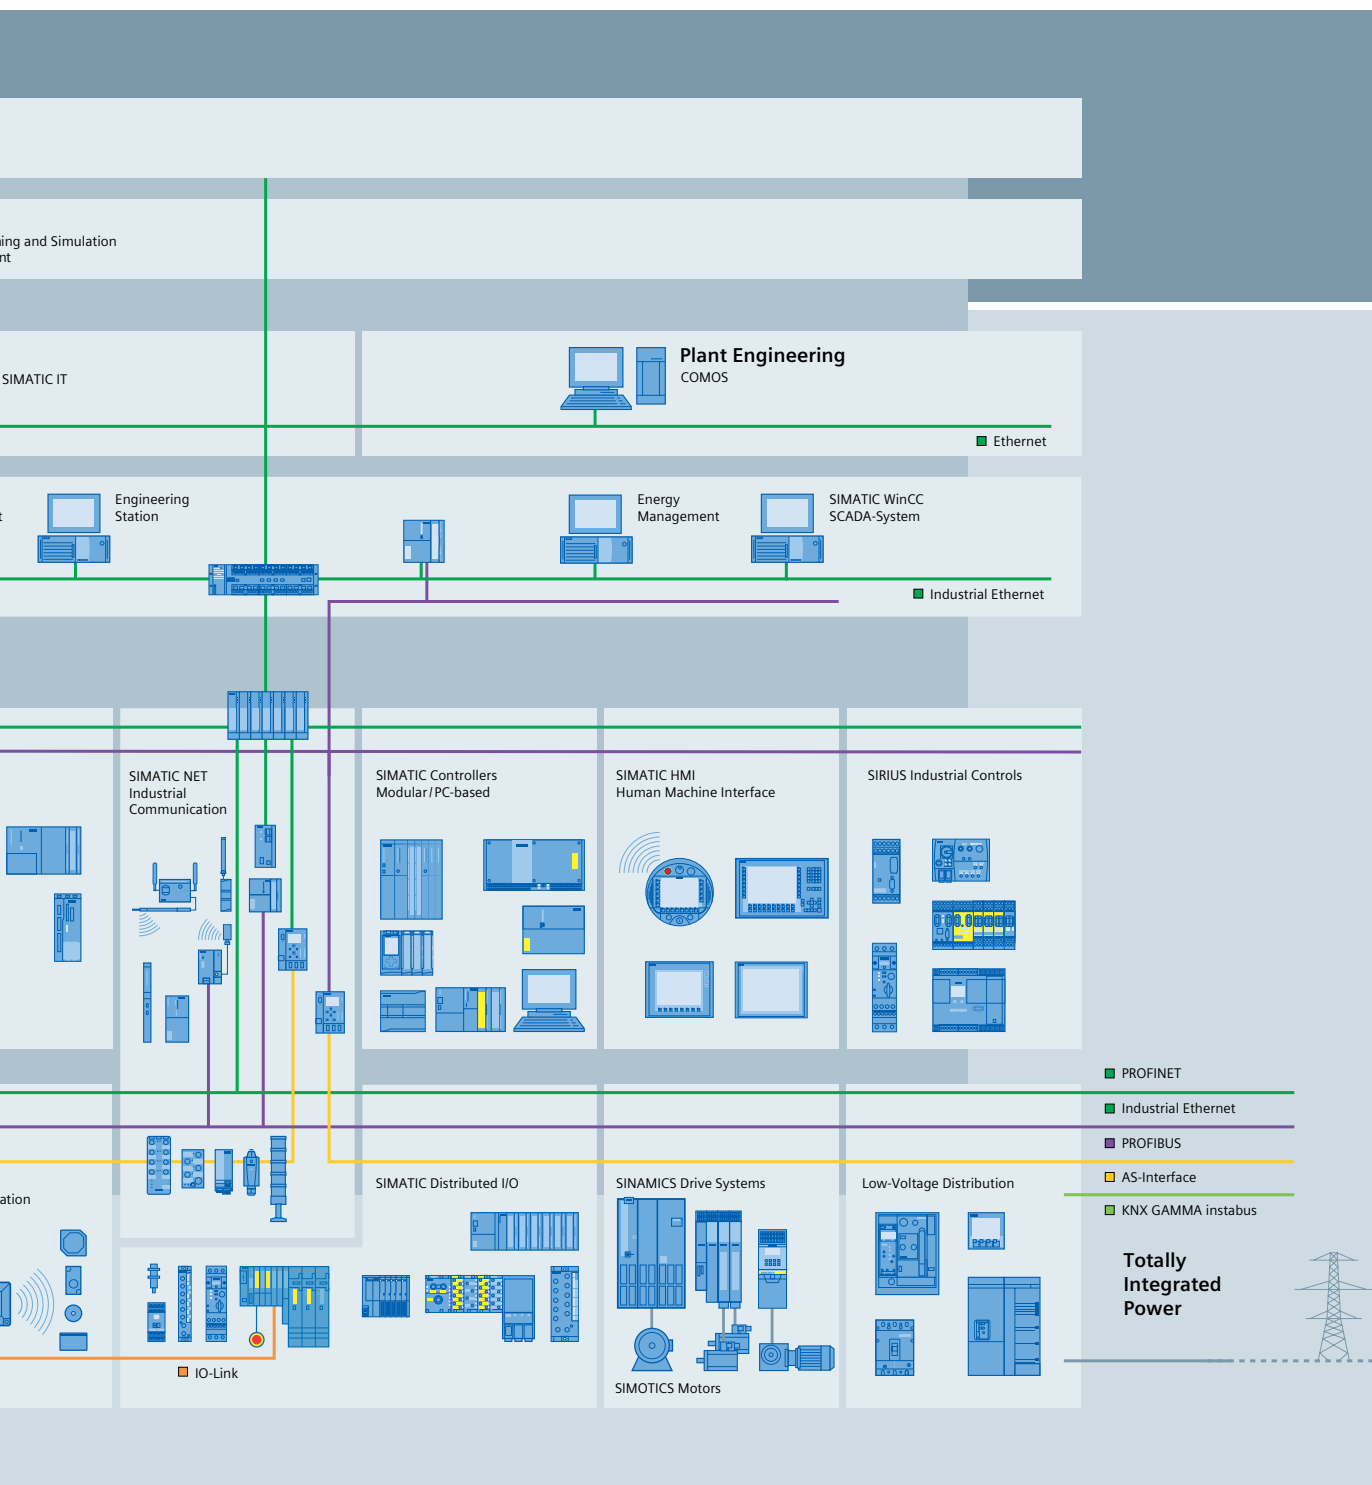 and Simulation
SIMATIC IT
Plant Engineering
COMOS
Ethernet
Engineering
Station
Energy
Management
SIMATIC WinCC
SCADA-System
Industrial Ethernet
SIMATIC NET
Industrial
Communication
SIMATIC Controllers
Modular/PC-based
SIMATIC HMI
Human Machine Interface
SIRIUS Industrial Controls
PROFINET
Industrial Ethernet
PROFIBUS
AS-Interface
KNX GAMMA instabus
SIMATIC Distributed I/O
SINAMICS Drive Systems
Low-Voltage Distribution
Totally
Integrated
Power
IO-Link
SIMOTICS Motors